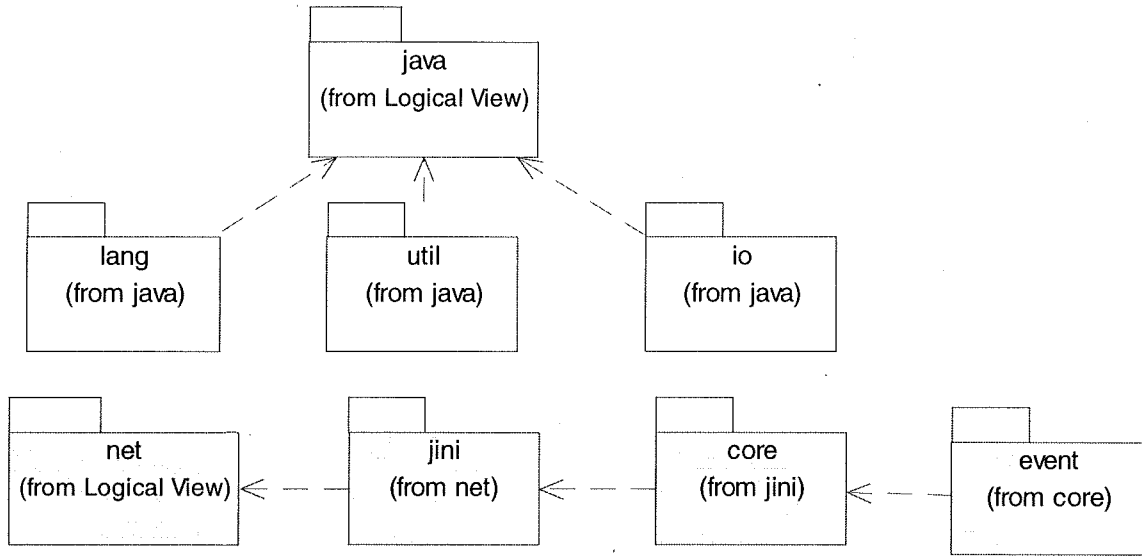 java
(from Logical View)
lang
(from java)
util
(from java)
io
(from java)
net
(from Logical View)
jini
(from net)
core
(from jini)
event
(from core)